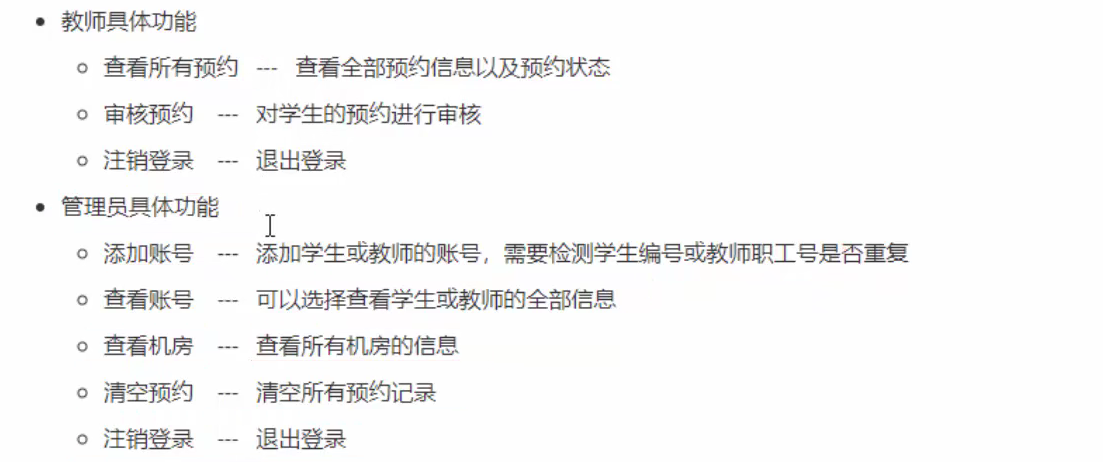 教师具体功能
查看所有预约 --- 查看全部预约信息以及预约状态
审核预约 --- 对学生的预约进行审核
注销登录 --- 退出登录
管理员具体功能
添加账号 --- 添加学生或教师的账号，需要检测学生编号或教师职工号是否重复
查看账号 --- 可以选择查看学生或教师的全部信息
查看机房 --- 查看所有机房的信息
清空预约 --- 清空所有预约记录
注销登录 --- 退出登录